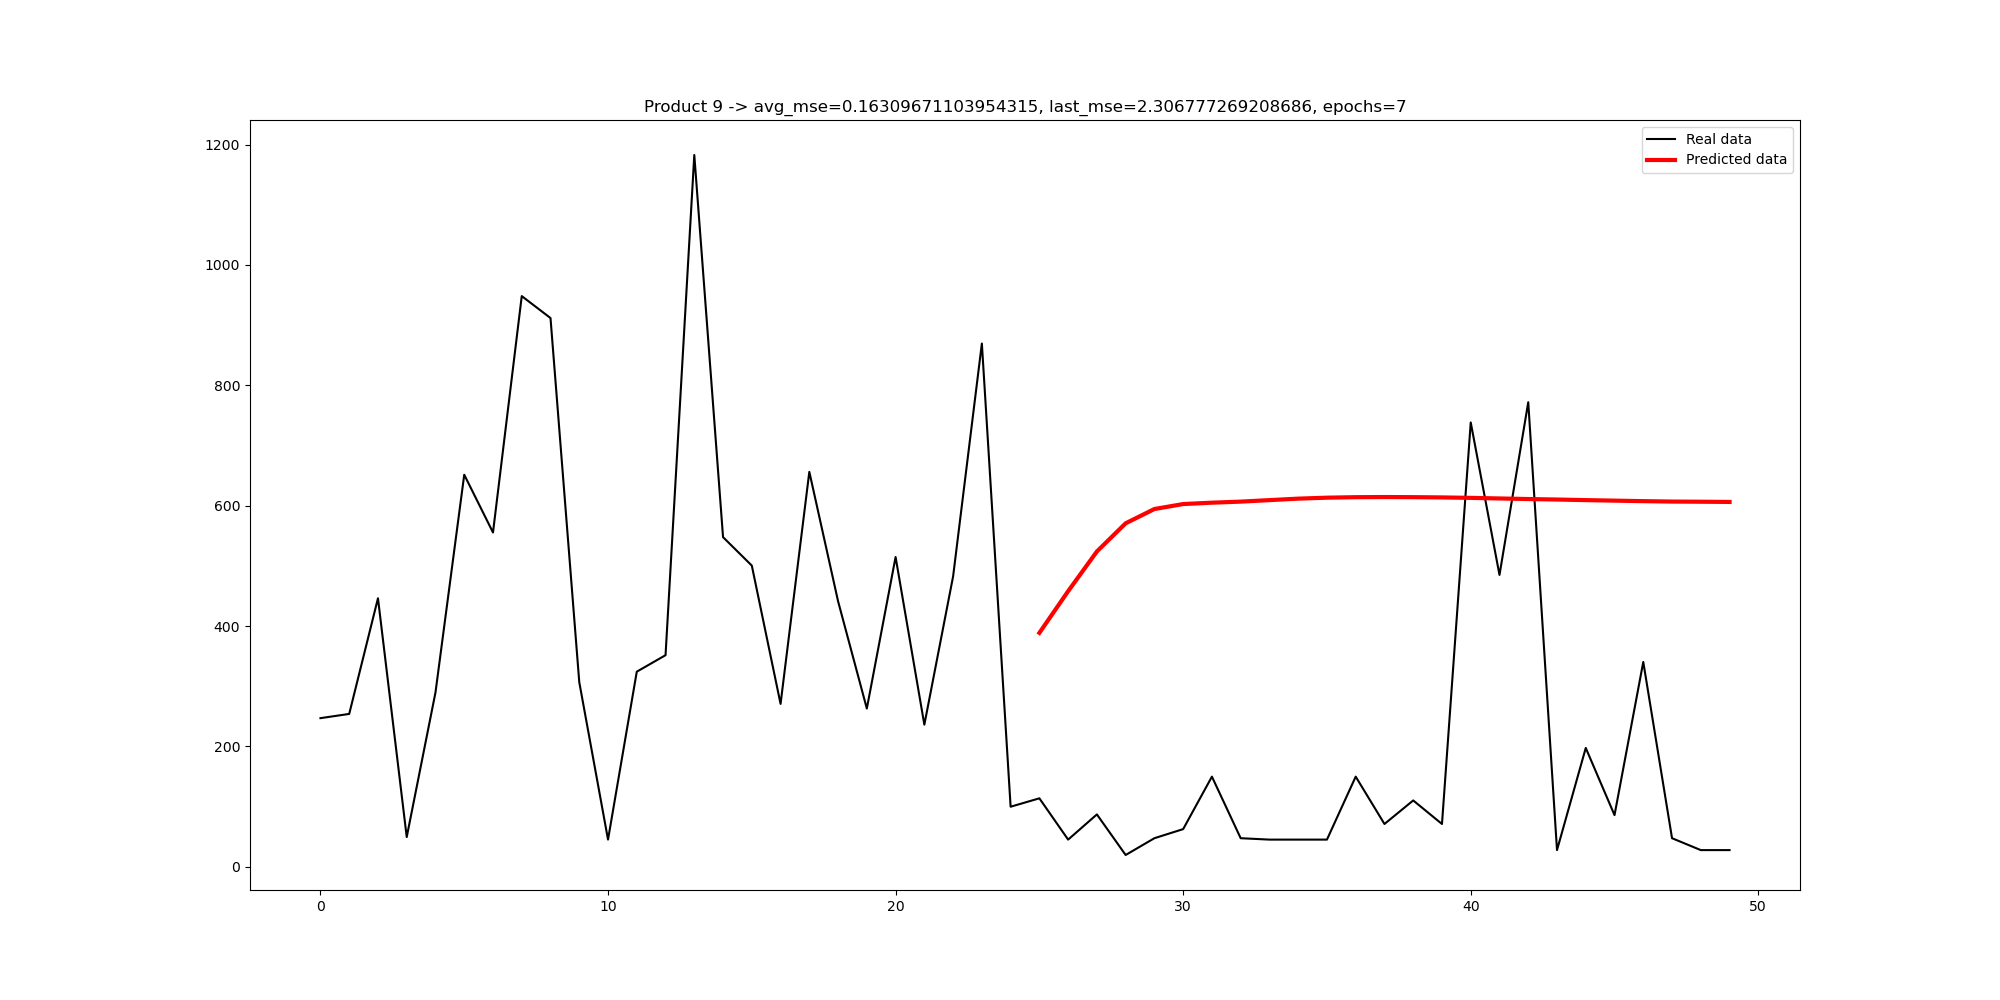 Product 9 -> avg_mse=0.16309671103954315, last_mse=2.306777269208686, epochs=7
Real data
Predicted data
1200
1000
800
600
400
200
0
0 10 20 30 40 50